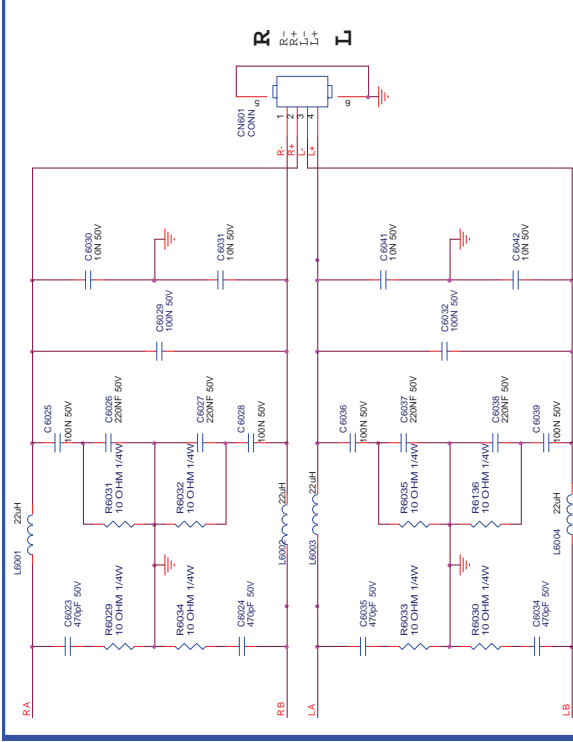 R
R-
R+
L-
L+
L
CN601
CONN
5
6
1
2
3
4
R-
R+
L-
L+
C6030
10N 50V
C6031
10N 50V
C6041
10N 50V
C6042
10N 50V
C6029
100N 50V
C6032
100N 50V
C6025
100N 50V
C6026
220NF 50V
C6027
220NF 50V
C6028
100N 50V
C6036
100N 50V
C6037
220NF 50V
C6038
220NF 50V
C6039
100N 50V
R6031
10 OHM 1/4W
R6032
10 OHM 1/4W
R6035
10 OHM 1/4W
R6136
10 OHM 1/4W
L6001
22uH
L6002
22uH
L6003
22uH
L6004
22uH
C6023
470pF 50V
R6029
10 OHM 1/4W
R6034
10 OHM 1/4W
C6024
470pF 50V
C6035
470pF 50V
R6033
10 OHM 1/4W
R6030
10 OHM 1/4W
C6034
470pF 50V
RA
RB
LA
LB